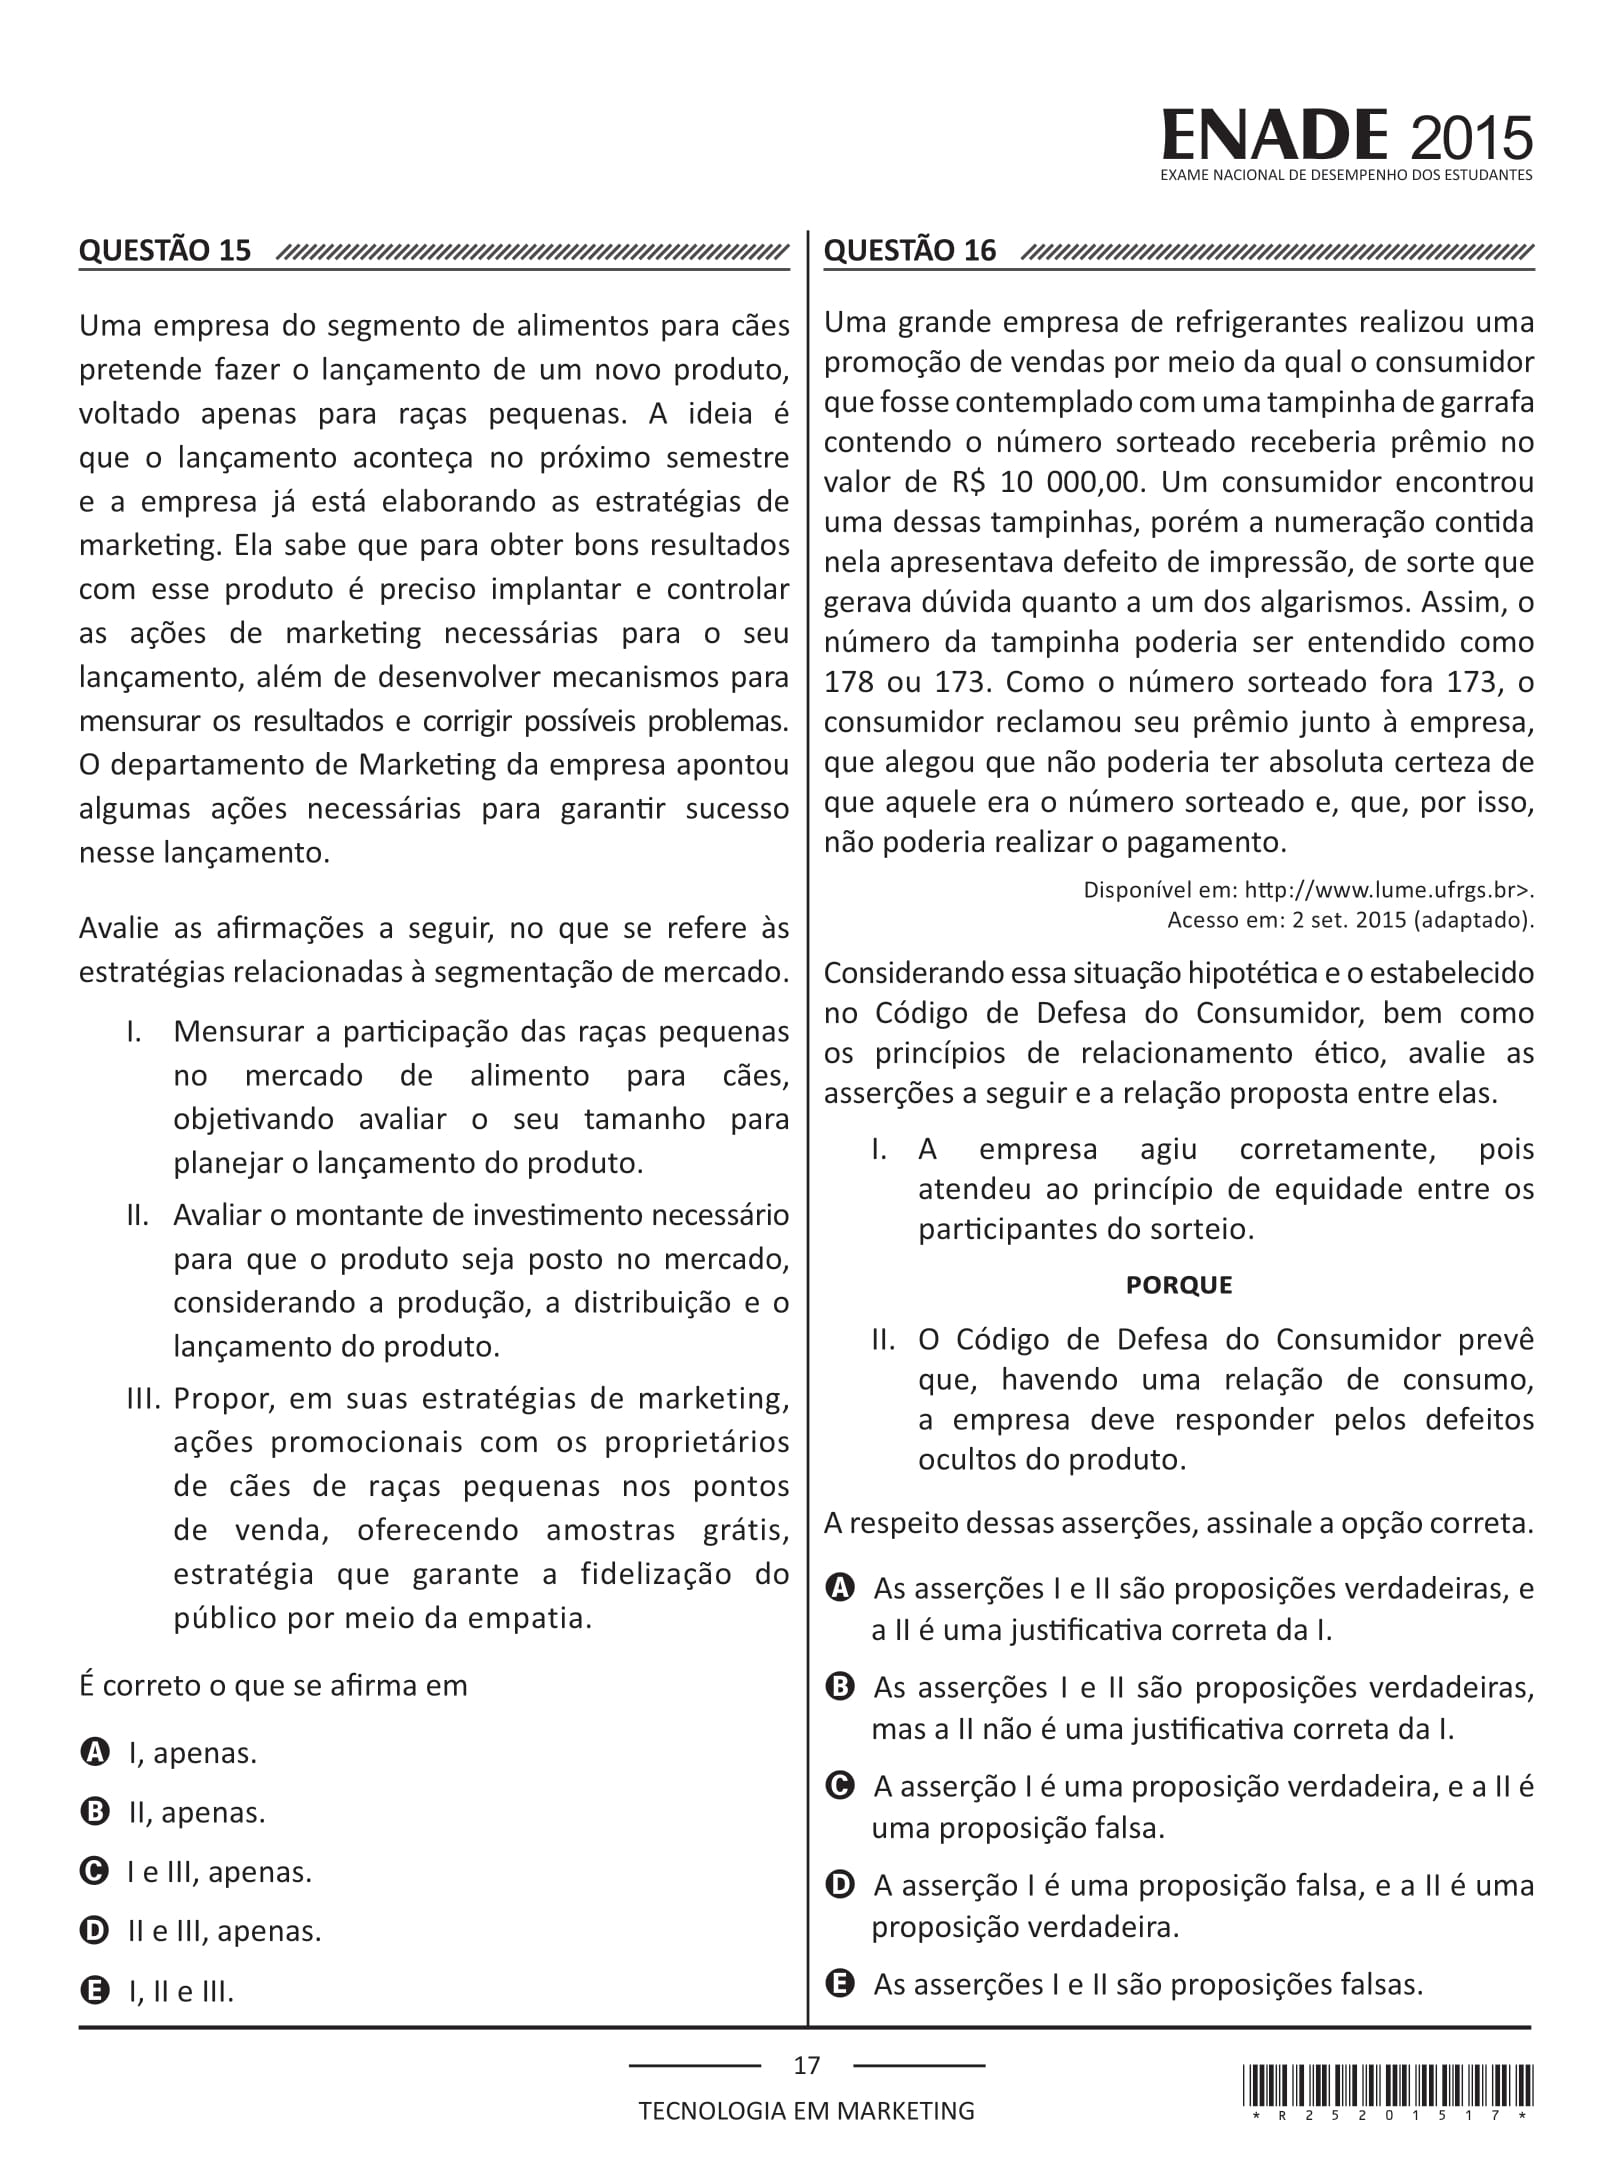 ENADE 2015
EXAME NACIONAL DE DESEMPENHO DOS ESTUDANTES
QUESTÃO 15
Uma empresa do segmento de alimentos para cães
pretende fazer o lançamento de um novo produto,
voltado apenas para raças pequenas. A ideia é
que o lançamento aconteça no próximo semestre
e a empresa já está elaborando as estratégias de
marketing. Ela sabe que para obter bons resultados
com esse produto é preciso implantar e controlar
as ações de marketing necessárias para o seu
lançamento, além de desenvolver mecanismos para
mensurar os resultados e corrigir possíveis problemas.
O departamento de Marketing da empresa apontou
algumas ações necessárias para garantir sucesso
nesse lançamento.
Avalie as afirmações a seguir, no que se refere às
estratégias relacionadas à segmentação de mercado.
I. Mensurar a participação das raças pequenas
no mercado de alimento para cães,
objetivando avaliar o seu tamanho para
planejar o lançamento do produto.
II. Avaliar o montante de investimento necessário
para que o produto seja posto no mercado,
considerando a produção, a distribuição e o
lançamento do produto.
III. Propor, em suas estratégias de marketing,
ações promocionais com os proprietários
de cães de raças pequenas nos pontos
de venda, oferecendo amostras grátis,
estratégia que garante a fidelização do
público por meio da empatia.
É correto o que se afirma em
A I, apenas.
B II, apenas.
C I e III, apenas.
D II e III, apenas.
E I, II e III.
QUESTÃO 16
Uma grande empresa de refrigerantes realizou uma
promoção de vendas por meio da qual o consumidor
que fosse contemplado com uma tampinha de garrafa
contendo o número sorteado receberia prêmio no
valor de R$ 10 000,00. Um consumidor encontrou
uma dessas tampinhas, porém a numeração contida
nela apresentava defeito de impressão, de sorte que
gerava dúvida quanto a um dos algarismos. Assim, o
número da tampinha poderia ser entendido como
178 ou 173. Como o número sorteado fora 173, o
consumidor reclamou seu prêmio junto à empresa,
que alegou que não poderia ter absoluta certeza de
que aquele era o número sorteado e, que, por isso,
não poderia realizar o pagamento.
Disponível em: http://www.lume.ufrgs.br>.
Acesso em: 2 set. 2015 (adaptado).
Considerando essa situação hipotética e o estabelecido
no Código de Defesa do Consumidor, bem como
os princípios de relacionamento ético, avalie as
asserções a seguir e a relação proposta entre elas.
I. A empresa agiu corretamente, pois
atendeu ao princípio de equidade entre os
participantes do sorteio.
PORQUE
II. O Código de Defesa do Consumidor prevê
que, havendo uma relação de consumo,
a empresa deve responder pelos defeitos
ocultos do produto.
A respeito dessas asserções, assinale a opção correta.
A As asserções I e II são proposições verdadeiras, e
a II é uma justificativa correta da I.
B As asserções I e II são proposições verdadeiras,
mas a II não é uma justificativa correta da I.
C A asserção I é uma proposição verdadeira, e a II é
uma proposição falsa.
D A asserção I é uma proposição falsa, e a II é uma
proposição verdadeira.
E As asserções I e II são proposições falsas.
17
TECNOLOGIA EM MARKETING
*R2520151 7*